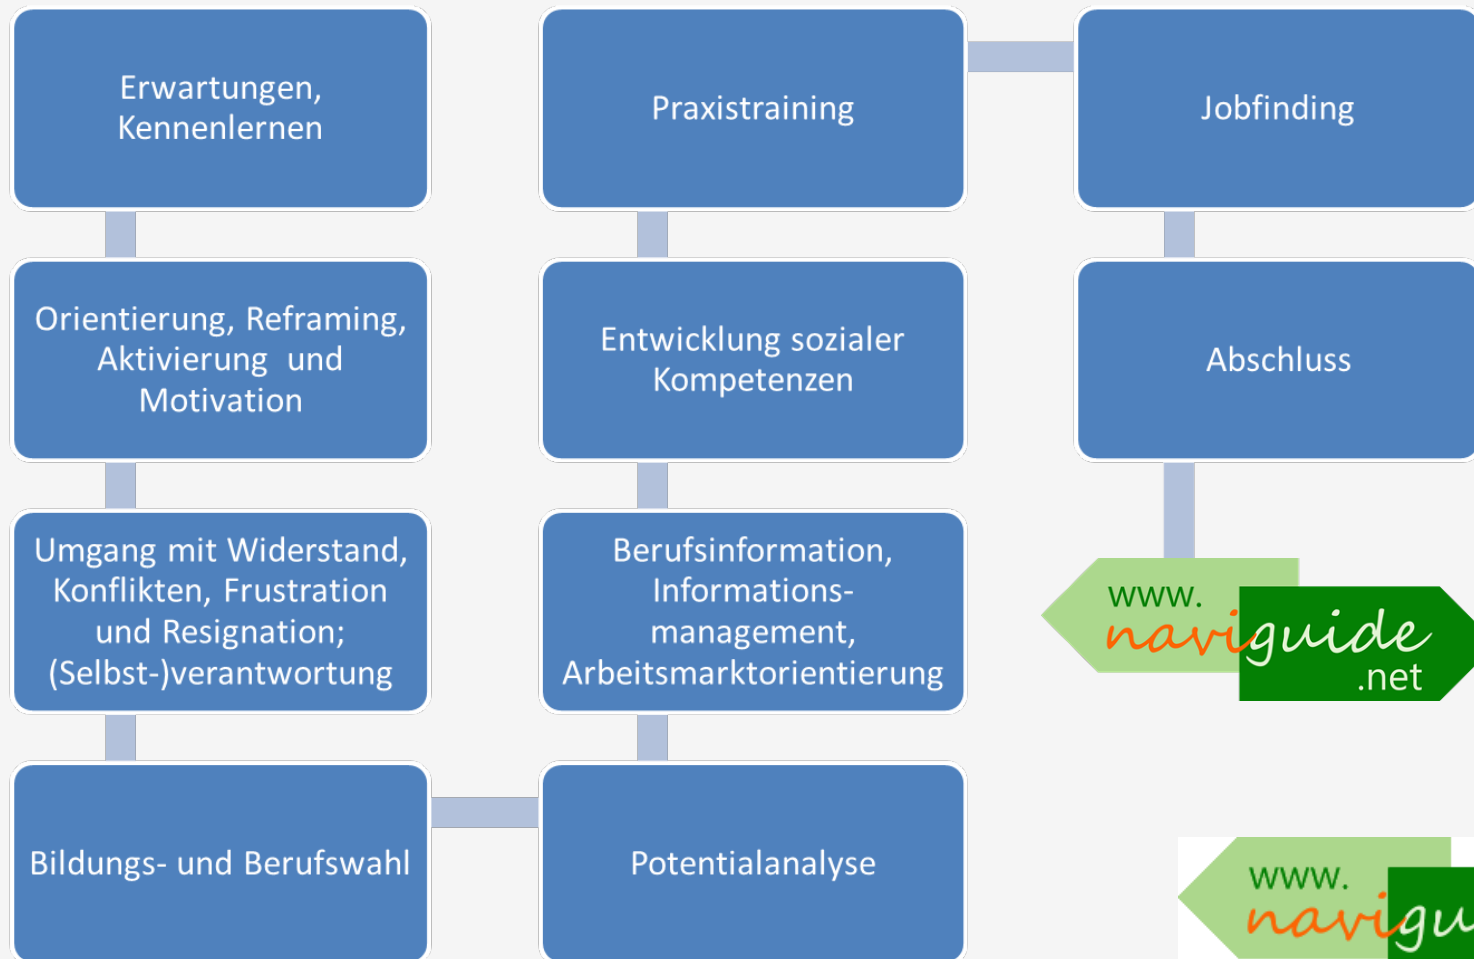 Erwartungen,
Kennenlernen
Orientierung, Reframing,
Aktivierung und
Motivation
Umgang mit Widerstand,
Konflikten, Frustration
und Resignation;
(Selbst-)verantwortung
Bildungs- und Berufswahl
Potentialanalyse
Berufsinformation,
Informations-
management,
Arbeitsmarktorientierung
Entwicklung sozialer
Kompetenzen
Praxistraining
Jobfinding
Abschluss
www.
naviguide
.net
www.
navigu